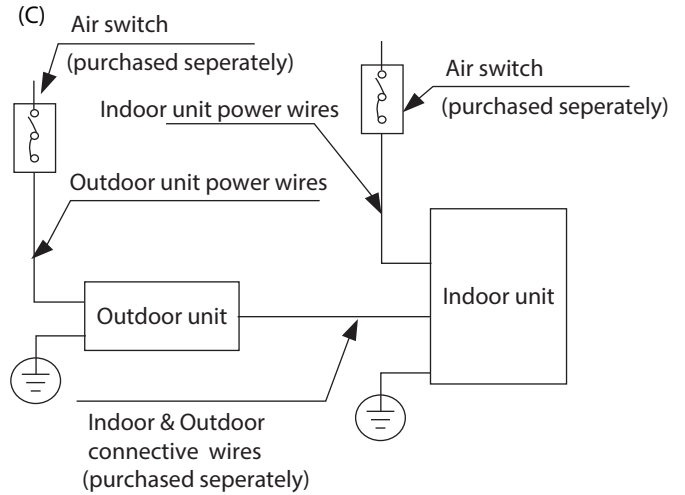 (C)
Air switch
(purchased seperately)
Air switch
(purchased seperately)
Indoor unit power wires
Outdoor unit power wires
Outdoor unit
Indoor unit
Indoor & Outdoor
connective wires
(purchased seperately)